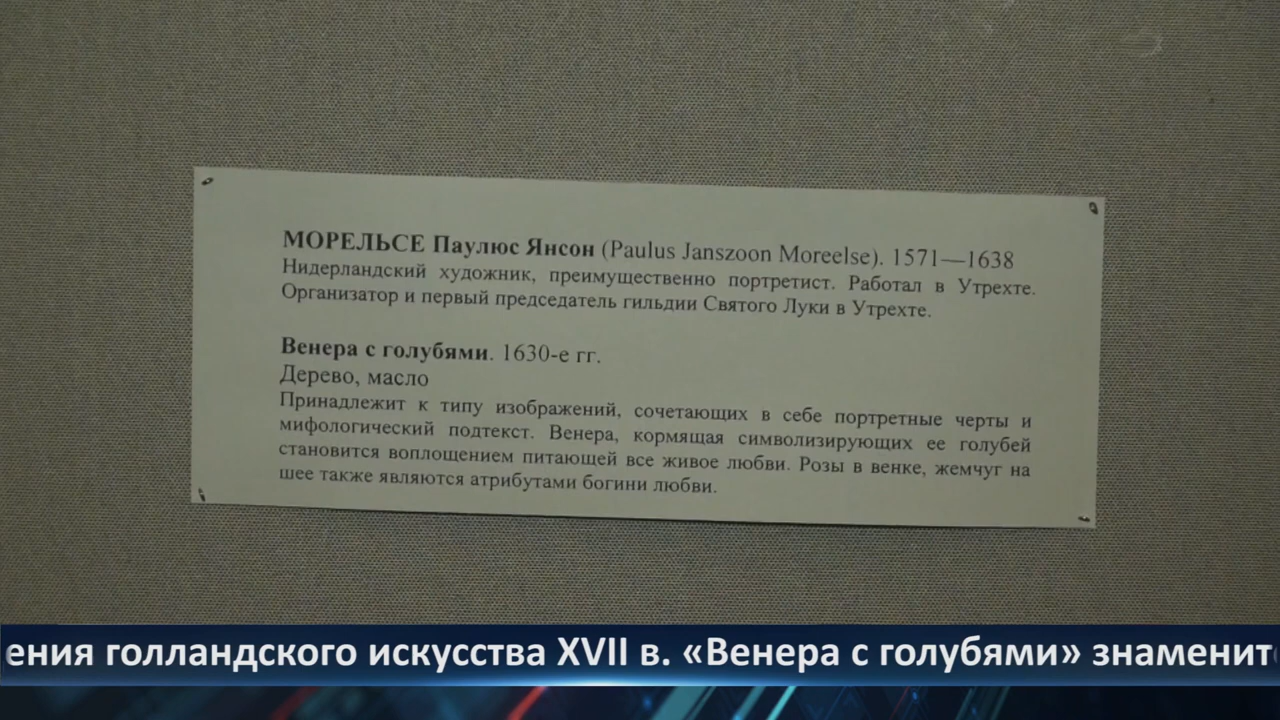 МОРЕЛЬСЕ Паулюс Янсон (Paulus Janszoon Moreelse). 1571—1638
Нидерландский художник, преимущественно портретист. Работал в Утрехте.
Организатор и первый председатель гильдии Святого Луки в Утрехте.
Венера с голубями. 1630-е гг.
Дерево, масло
Принадлежит к типу изображений, сочетающих в себе портретные черты и
мифологический подтекст. Венера, кормящая символизирующих ее голубей
становится воплощением питающей все живое любви. Розы в венке, жемчуг на
шее также являются атрибутами богини любви.
ения голландского искусства XVII в. «Венера с голубями» знаменит